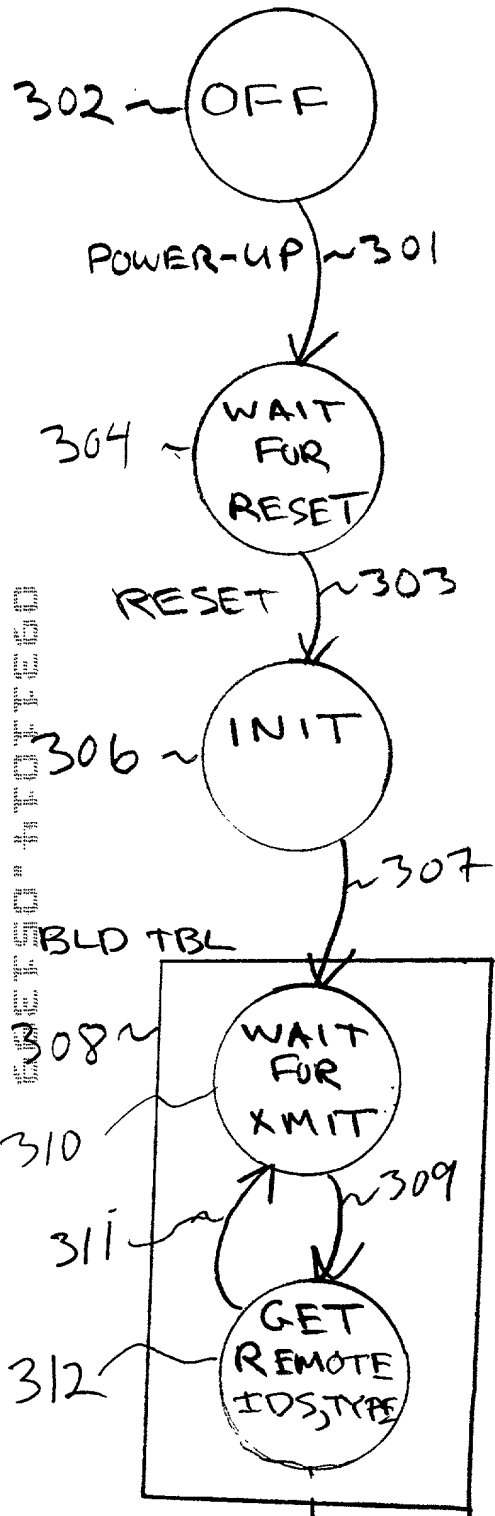 302 OFF
POWER-UP 301
304 WAIT
FOR
RESET
RESET 303
306 INIT
307
BLD TBL
308 WAIT
FOR
XMIT
310
309
311
GET
312 REMOTE
IDS,TYPE